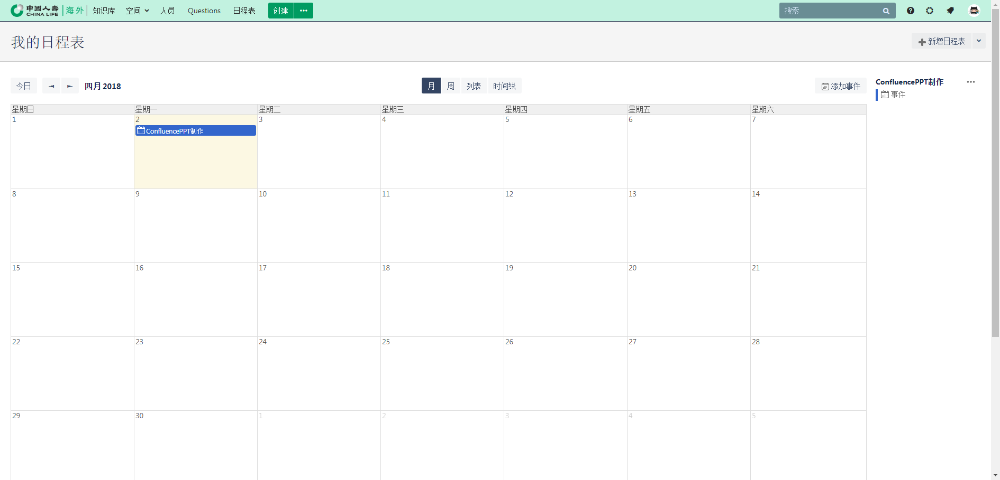 中國人壽 CHINA LIFE 海外 知识库 空间 人员 Questions 日程表 创建 搜索
我的日程表 新增日程表
今日 四月 2018 月 周 列表 时间线 添加事件 ConfluencePPT制作
事件
星期日 星期一 星期二 星期三 星期四 星期五 星期六
1 2 3 4 5 6 7
ConfluencePPT制作
8 9 10 11 12 13 14
15 16 17 18 19 20 21
22 23 24 25 26 27 28
29 30 1 2 3 4 5